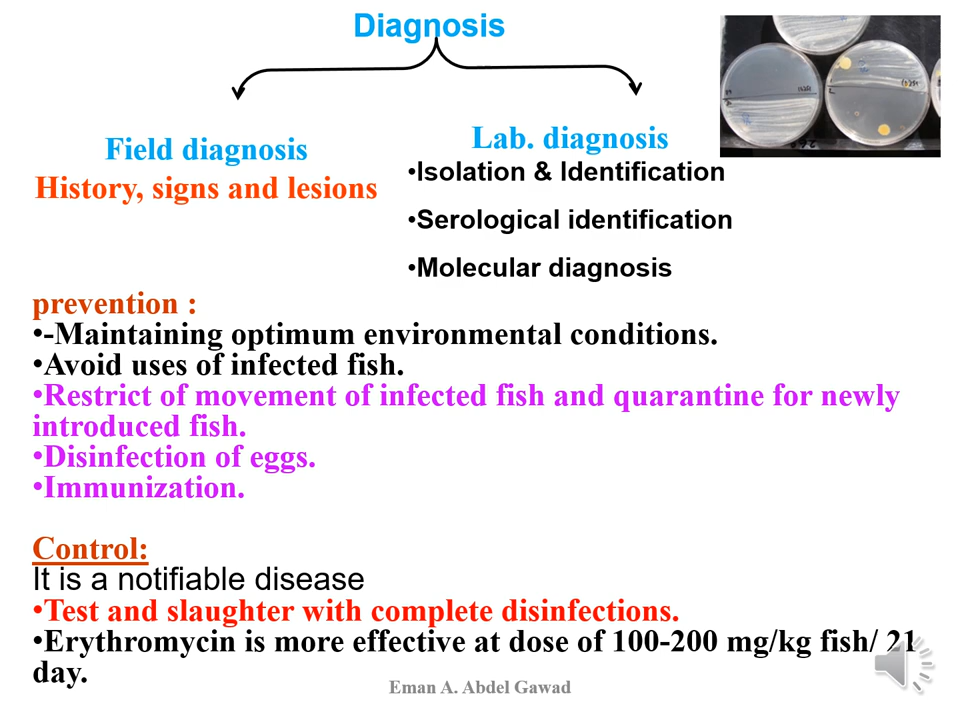 Diagnosis
Field diagnosis
History, signs and lesions
Lab. diagnosis
•Isolation & Identification
•Serological identification
•Molecular diagnosis
prevention :
•-Maintaining optimum environmental conditions.
•Avoid uses of infected fish.
•Restrict of movement of infected fish and quarantine for newly
introduced fish.
•Disinfection of eggs.
•Immunization.
Control:
It is a notifiable disease
•Test and slaughter with complete disinfections.
•Erythromycin is more effective at dose of 100-200 mg/kg fish/ 21
day.
Eman A. Abdel Gawad